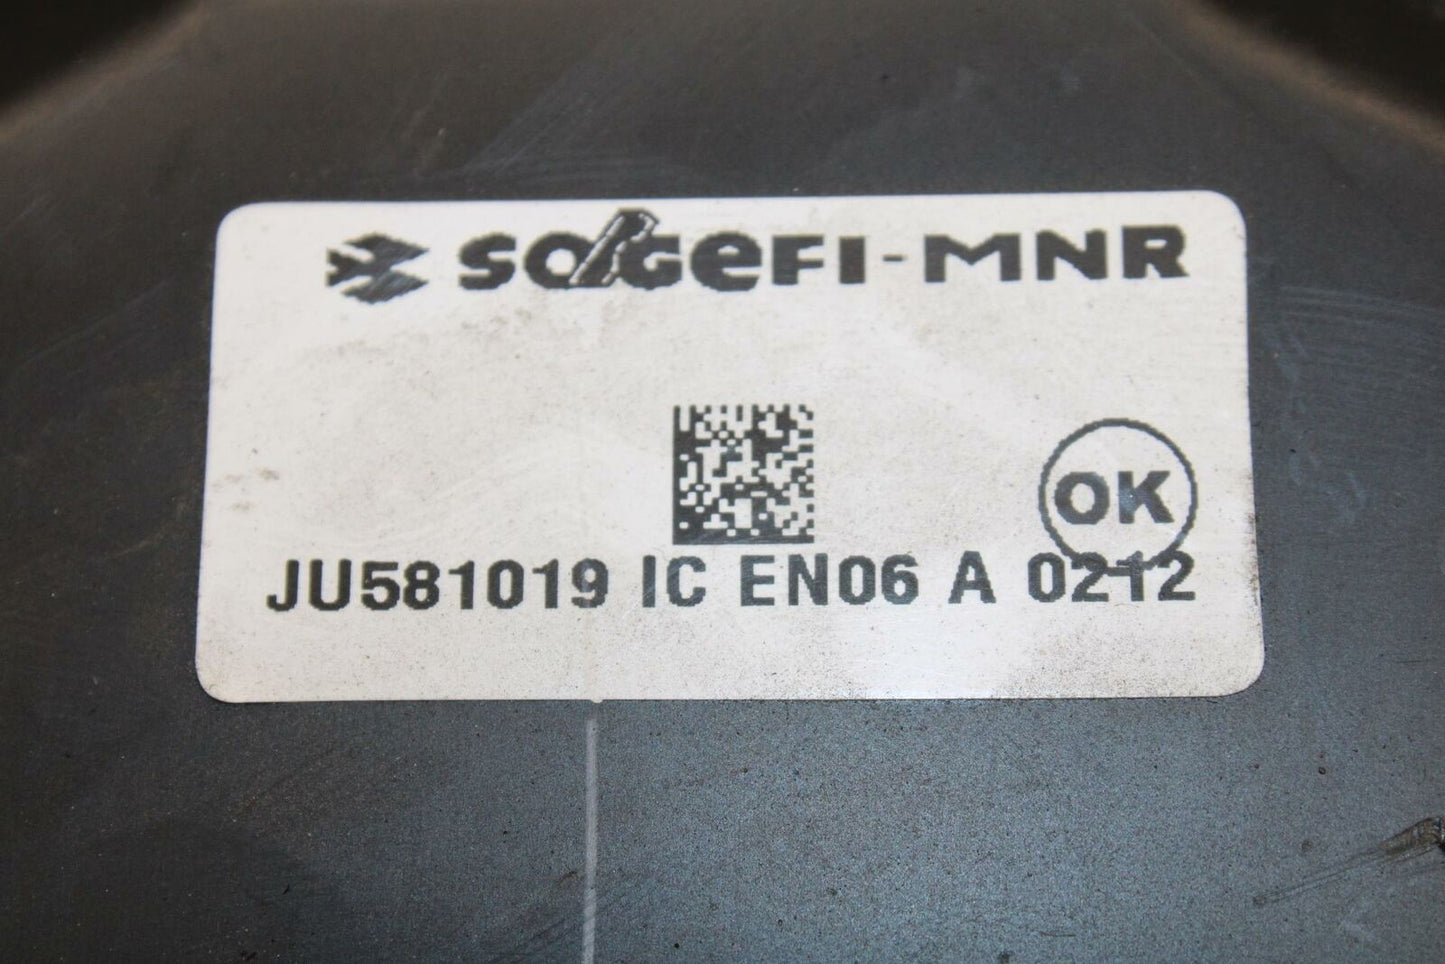 SOGEFI-MNR
OK
JU581019 IC EN06 A 0212